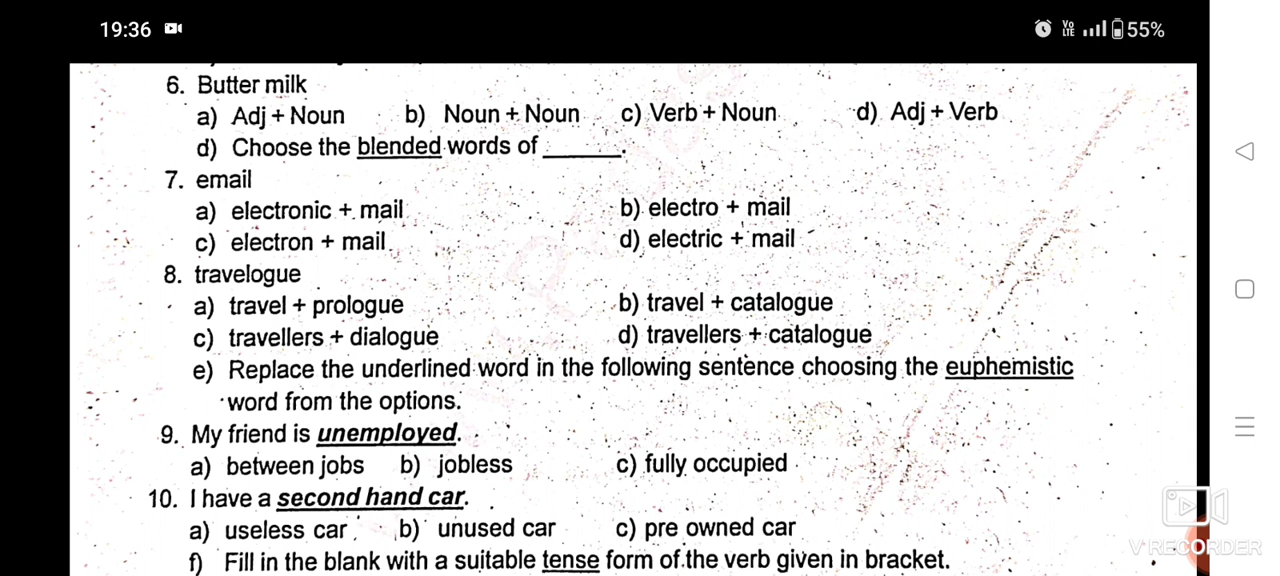 19:36
Vo LTE 55%
6. Butter milk
a) Adj + Noun b) Noun + Noun c) Verb + Noun d) Adj + Verb
d) Choose the blended words of ______.
7. email
a) electronic + mail b) electro + mail
c) electron + mail d) electric + mail
8. travelogue
a) travel + prologue b) travel + catalogue
c) travellers + dialogue d) travellers + catalogue
e) Replace the underlined word in the following sentence choosing the euphemistic
word from the options.
9. My friend is unemployed.
a) between jobs b) jobless c) fully occupied
10. I have a second hand car.
a) useless car b) unused car c) pre owned car
f) Fill in the blank with a suitable tense form of the verb given in bracket.
V RECORDER